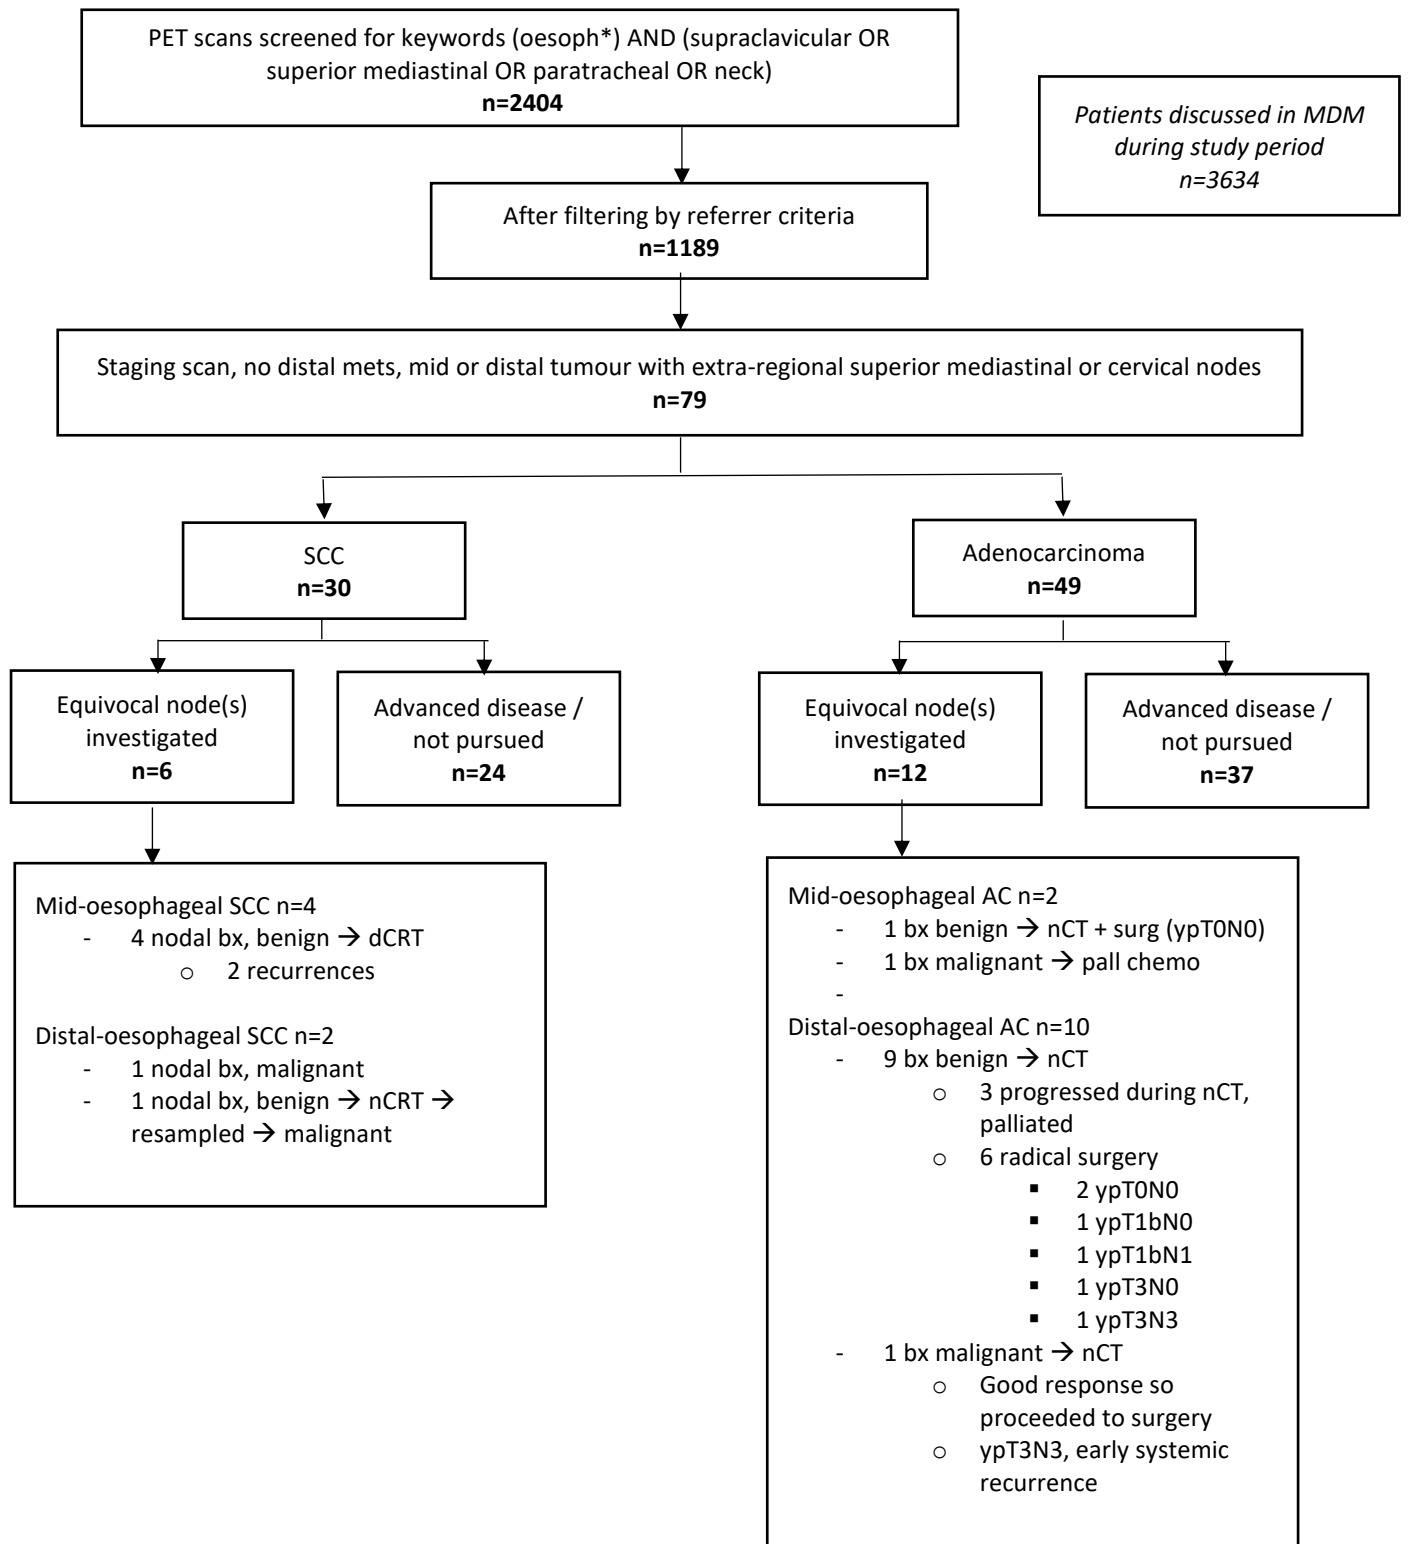 PET scans screened for keywords (oesoph*) AND (supraclavicular OR
superior mediastinal OR paratracheal OR neck)
n=2404
Patients discussed in MDM
during study period
n=3634
After filtering by referrer criteria
n=1189
Staging scan, no distal mets, mid or distal tumour with extra-regional superior mediastinal or cervical nodes
n=79
SCC
n=30
Adenocarcinoma
n=49
Equivocal node(s)
investigated
n=6
Advanced disease /
not pursued
n=24
Equivocal node(s)
investigated
n=12
Advanced disease /
not pursued
n=37
Mid-oesophageal SCC n=4
- 4 nodal bx, benign → dCRT
o 2 recurrences
Distal-oesophageal SCC n=2
- 1 nodal bx, malignant
- 1 nodal bx, benign → nCRT →
resampled → malignant
Mid-oesophageal AC n=2
- 1 bx benign → nCT + surg (ypT0N0)
- 1 bx malignant → pall chemo
-
Distal-oesophageal AC n=10
- 9 bx benign → nCT
o 3 progressed during nCT,
palliated
o 6 radical surgery
▪ 2 ypT0N0
▪ 1 ypT1bN0
▪ 1 ypT1bN1
▪ 1 ypT3N0
▪ 1 ypT3N3
- 1 bx malignant → nCT
o Good response so
proceeded to surgery
o ypT3N3, early systemic
recurrence